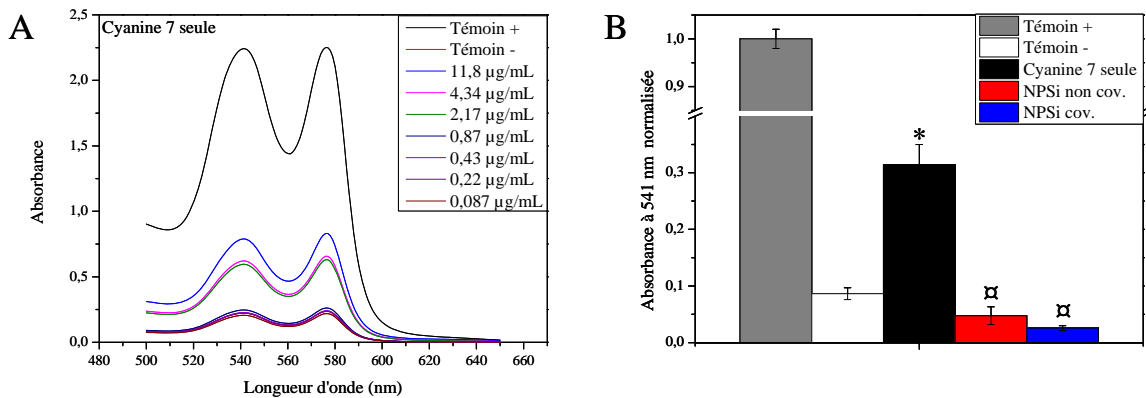 A
Cyanine 7 seule
Témoin +
Témoin -
11,8 µg/mL
4,34 µg/mL
2,17 µg/mL
0,87 µg/mL
0,43 µg/mL
0,22 µg/mL
0,087 µg/mL
2,5
2,0
1,5
1,0
0,5
0,0
Absorbance
480 500 520 540 560 580 600 620 640 660
Longueur d'onde (nm)
B
Témoin +
Témoin -
Cyanine 7 seule
NPSi non cov.
NPSi cov.
1,0
0,9
0,3
0,2
0,1
0,0
Absorbance à 541 nm normalisée
*
¤
¤